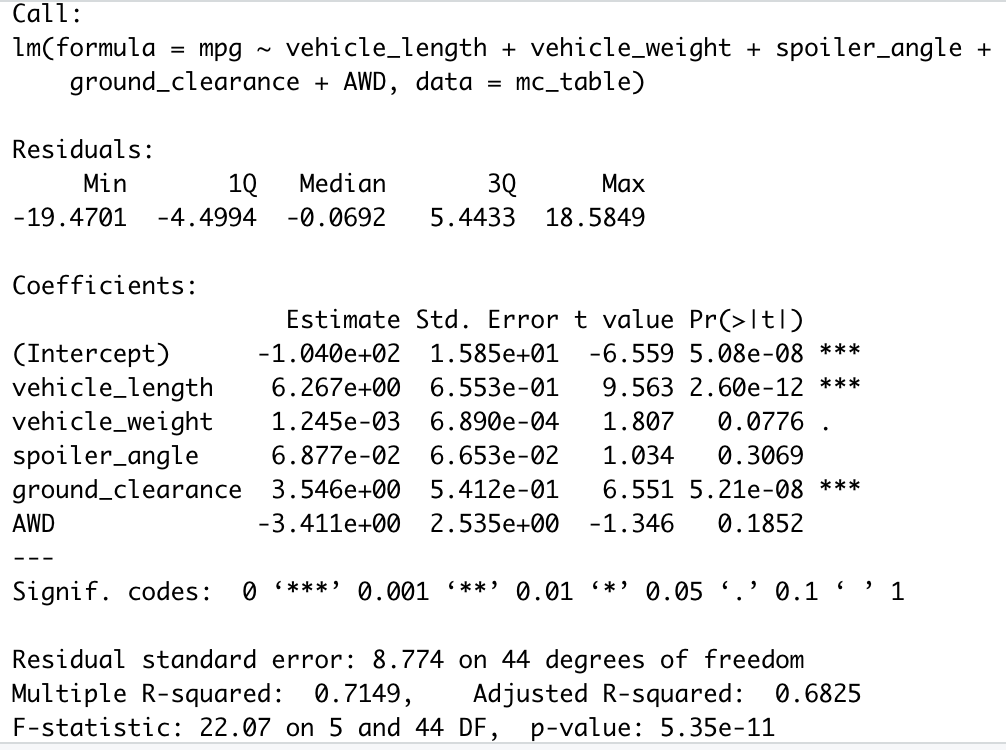 Call:
lm(formula = mpg ~ vehicle_length + vehicle_weight + spoiler_angle +
    ground_clearance + AWD, data = mc_table)

Residuals:
     Min       1Q   Median       3Q      Max
-19.4701  -4.4994  -0.0692   5.4433  18.5849

Coefficients:
                   Estimate Std. Error t value Pr(>|t|)
(Intercept)      -1.040e+02  1.585e+01  -6.559 5.08e-08 ***
vehicle_length    6.267e+00  6.553e-01   9.563 2.60e-12 ***
vehicle_weight    1.245e-03  6.890e-04   1.807   0.0776 .
spoiler_angle     6.877e-02  6.653e-02   1.034   0.3069
ground_clearance  3.546e+00  5.412e-01   6.551 5.21e-08 ***
AWD              -3.411e+00  2.535e+00  -1.346   0.1852
---
Signif. codes:  0 ‘***’ 0.001 ‘**’ 0.01 ‘*’ 0.05 ‘.’ 0.1 ‘ ’ 1

Residual standard error: 8.774 on 44 degrees of freedom
Multiple R-squared:  0.7149,    Adjusted R-squared:  0.6825
F-statistic: 22.07 on 5 and 44 DF,  p-value: 5.35e-11